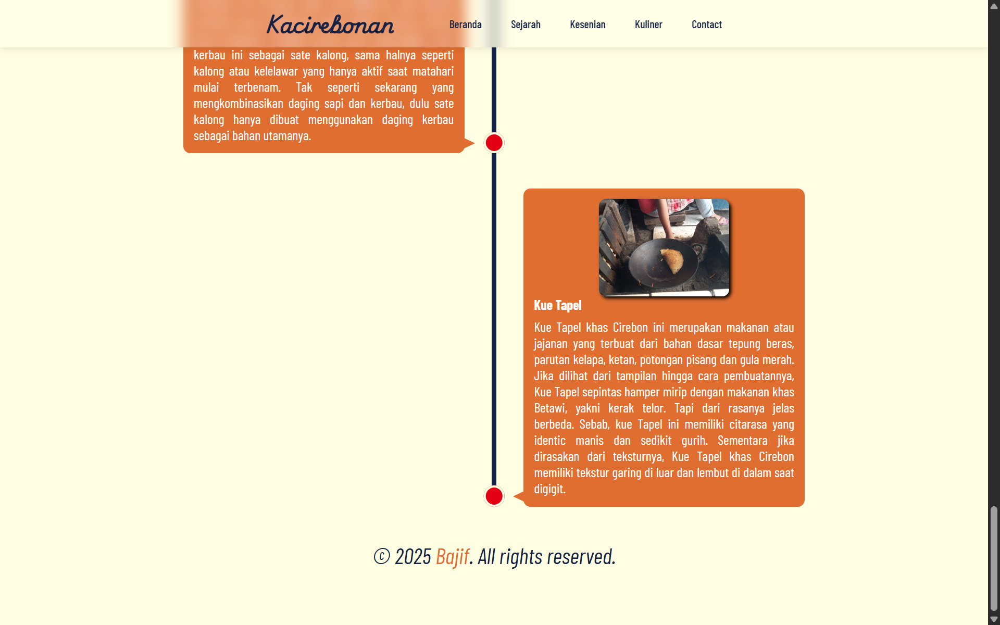 Kacirebonan
Beranda Sejarah Kesenian Kuliner Contact
kerbau ini sebagai sate kalong, sama halnya seperti
kalong atau kelelawar yang hanya aktif saat matahari
mulai terbenam. Tak seperti sekarang yang
mengkombinasikan daging sapi dan kerbau, dulu sate
kalong hanya dibuat menggunakan daging kerbau
sebagai bahan utamanya.
Kue Tapel
Kue Tapel khas Cirebon ini merupakan makanan atau
jajanan yang terbuat dari bahan dasar tepung beras,
parutan kelapa, ketan, potongan pisang dan gula merah.
Jika dilihat dari tampilan hingga cara pembuatannya,
Kue Tapel sepintas hamper mirip dengan makanan khas
Betawi, yakni kerak telor. Tapi dari rasanya jelas
berbeda. Sebab, kue Tapel ini memiliki citarasa yang
identic manis dan sedikit gurih. Sementara jika
dirasakan dari teksturnya, Kue Tapel khas Cirebon
memiliki tekstur garing di luar dan lembut di dalam saat
digigit.
© 2025 Bajif. All rights reserved.